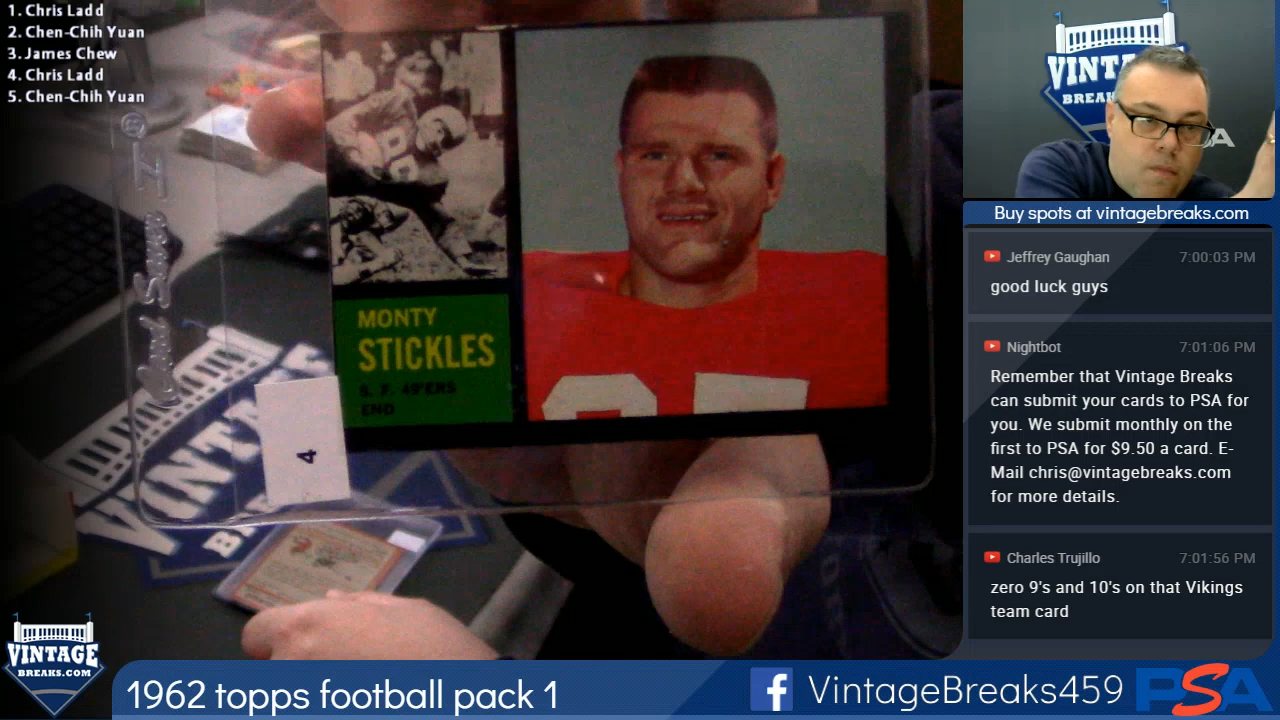 1. Chris Ladd
2. Chen-Chih Yuan
3. James Chew
4. Chris Ladd
5. Chen-Chih Yuan
MONTY
STICKLES
S. F. 49'ERS
END
4
VINTAGE
BREAKS.COM
1962 topps football pack 1
VintageBreaks459
PSA
Buy spots at vintagebreaks.com
Jeffrey Gaughan 7:00:03 PM
good luck guys
Nightbot 7:01:06 PM
Remember that Vintage Breaks
can submit your cards to PSA for
you. We submit monthly on the
first to PSA for $9.50 a card. E-
Mail chris@vintagebreaks.com
for more details.
Charles Trujillo 7:01:56 PM
zero 9's and 10's on that Vikings
team card